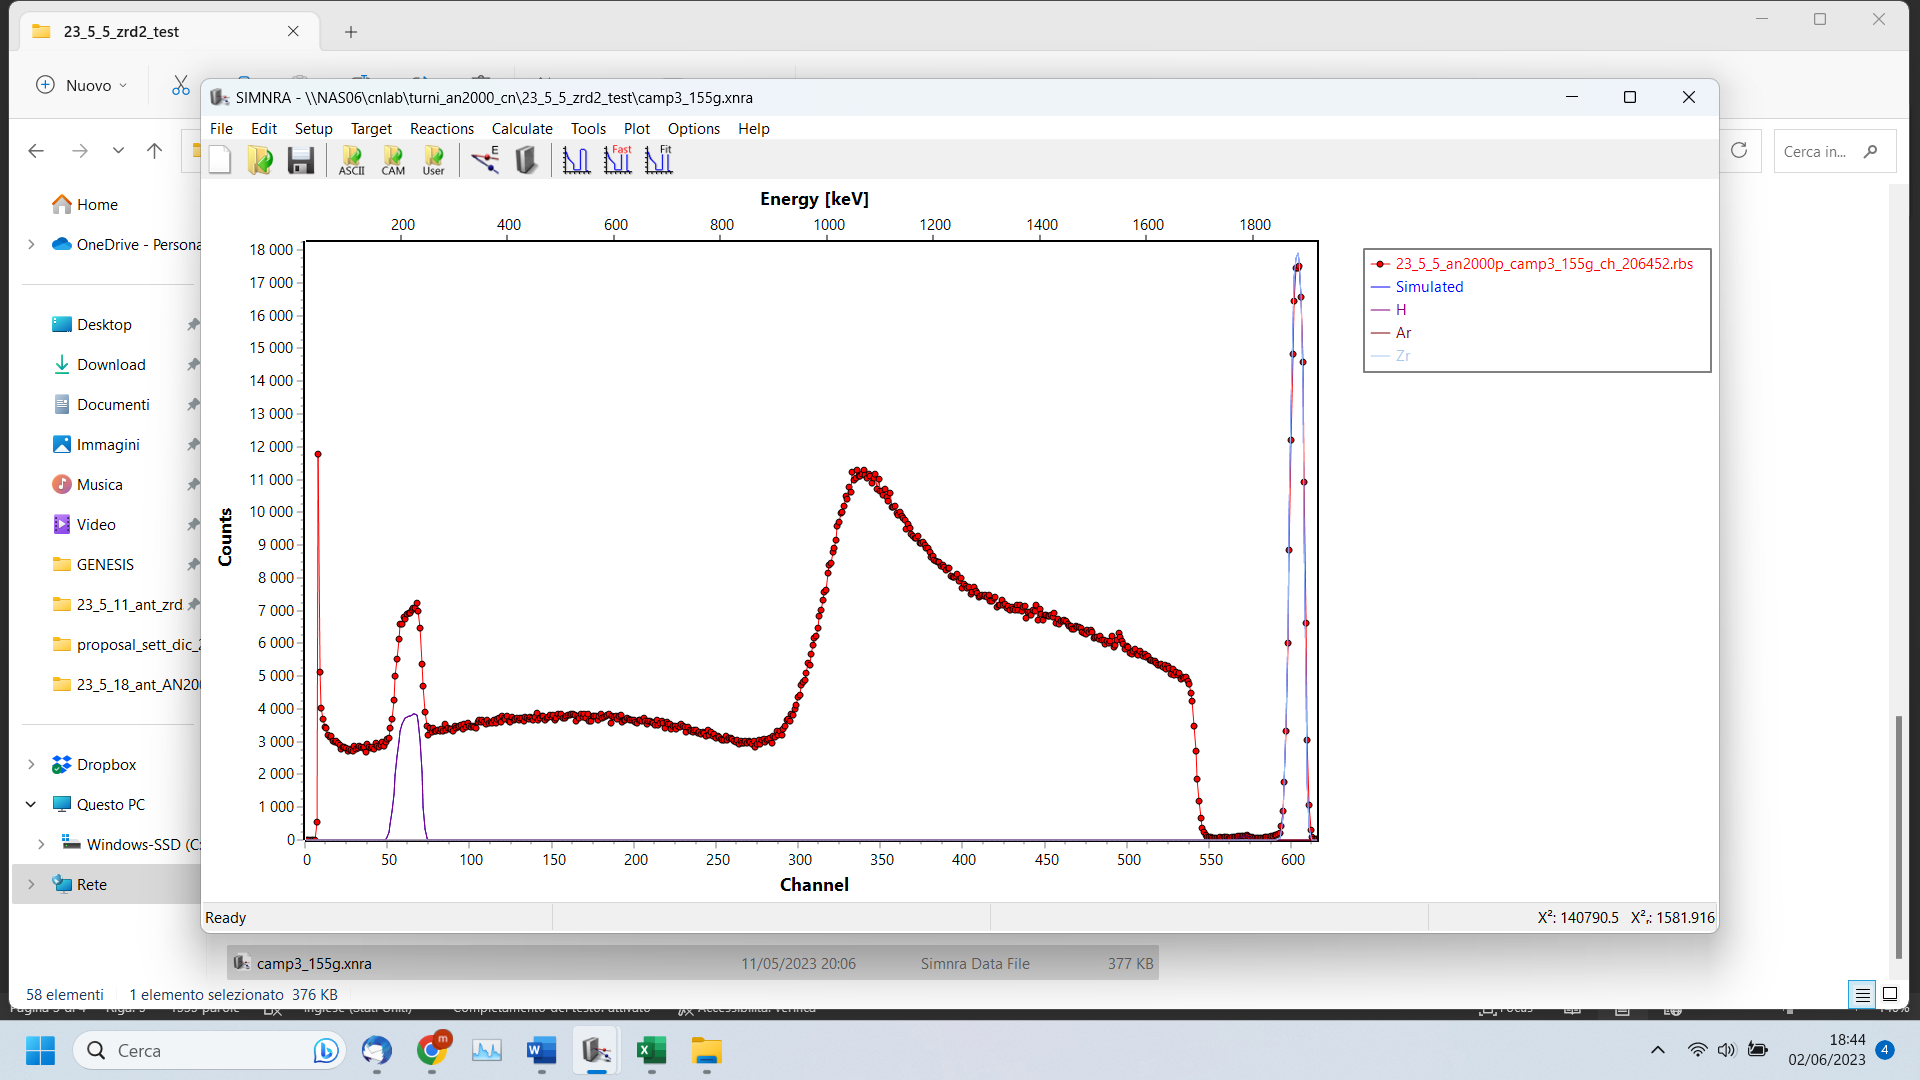 23_5_5_zrd2_test
Nuovo
SIMNRA - \\NAS06\cnlab\turni_an2000_cn\23_5_5_zrd2_test\camp3_155g.xnra
File Edit Setup Target Reactions Calculate Tools Plot Options Help
ASCII CAM User E Fast Fit
Cerca in...
Home
OneDrive - Persona
Desktop
Download
Documenti
Immagini
Musica
Video
GENESIS
23_5_11_ant_zrd
proposal_sett_dic_2
23_5_18_ant_AN200
Dropbox
Questo PC
Windows-SSD (C:
Rete
Energy [keV]
200 400 600 800 1000 1200 1400 1600 1800
18 000
17 000
16 000
15 000
14 000
13 000
12 000
11 000
10 000
9 000
8 000
7 000
6 000
5 000
4 000
3 000
2 000
1 000
0
Counts
0 50 100 150 200 250 300 350 400 450 500 550 600
Channel
23_5_5_an2000p_camp3_155g_ch_206452.rbs
Simulated
H
Ar
Zr
Ready
X²: 140790.5 X²ᵣ: 1581.916
camp3_155g.xnra 11/05/2023 20:06 Simnra Data File 377 KB
58 elementi 1 elemento selezionato 376 KB
Cerca
m
18:44
02/06/2023
4